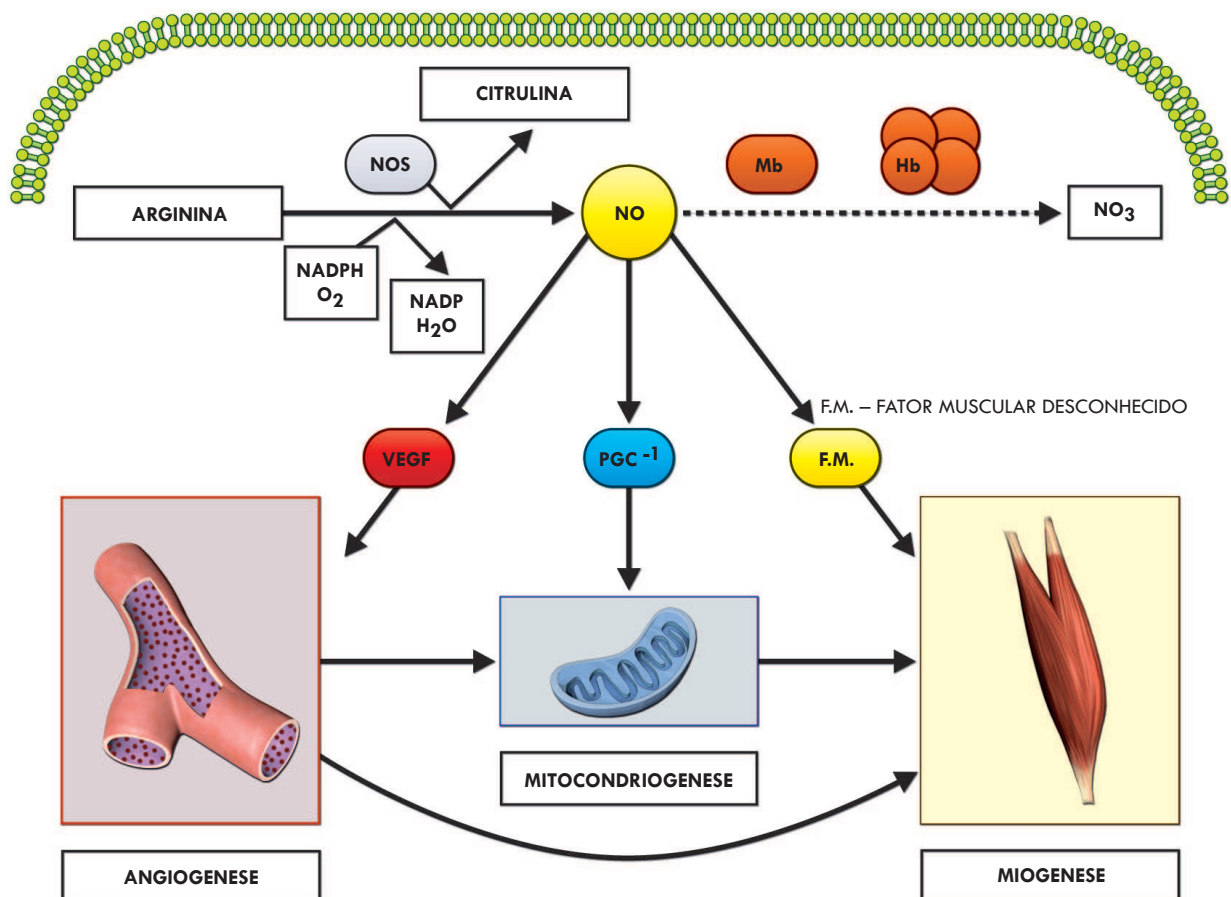 CITRULINA
NOS
Mb
Hb
ARGININA
NO
NO3
NADPH
O2
NADP
H2O
F.M. – FATOR MUSCULAR DESCONHECIDO
VEGF
PGC -1
F.M.
MITOCONDRIOGENESE
ANGIOGENESE
MIOGENESE